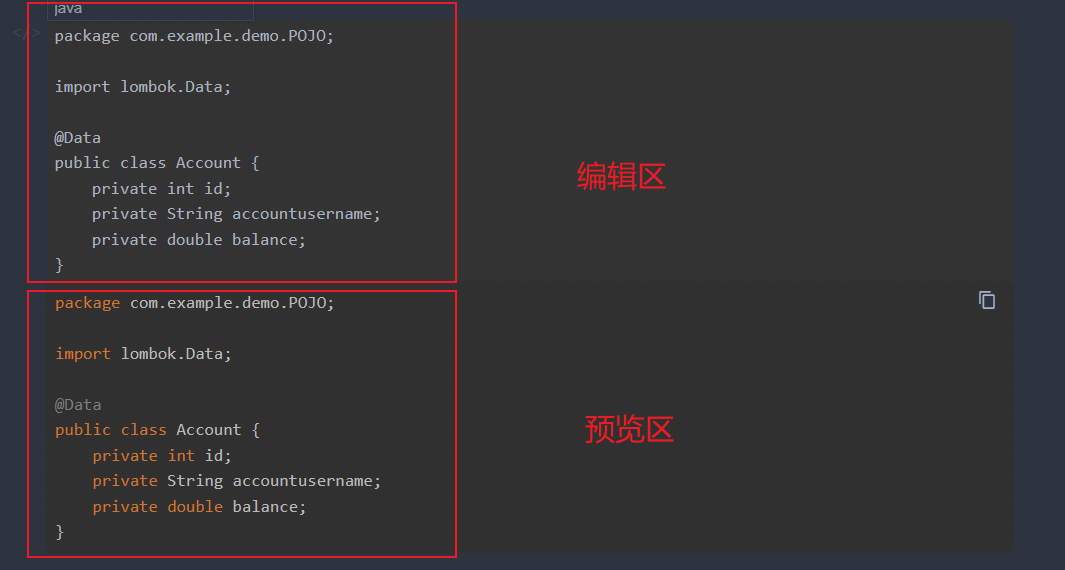 java
</>
package com.example.demo.POJO;
import lombok.Data;
@Data
public class Account {
    private int id;
    private String accountusername;
    private double balance;
}
编辑区
package com.example.demo.POJO;
import lombok.Data;
@Data
public class Account {
    private int id;
    private String accountusername;
    private double balance;
}
预览区